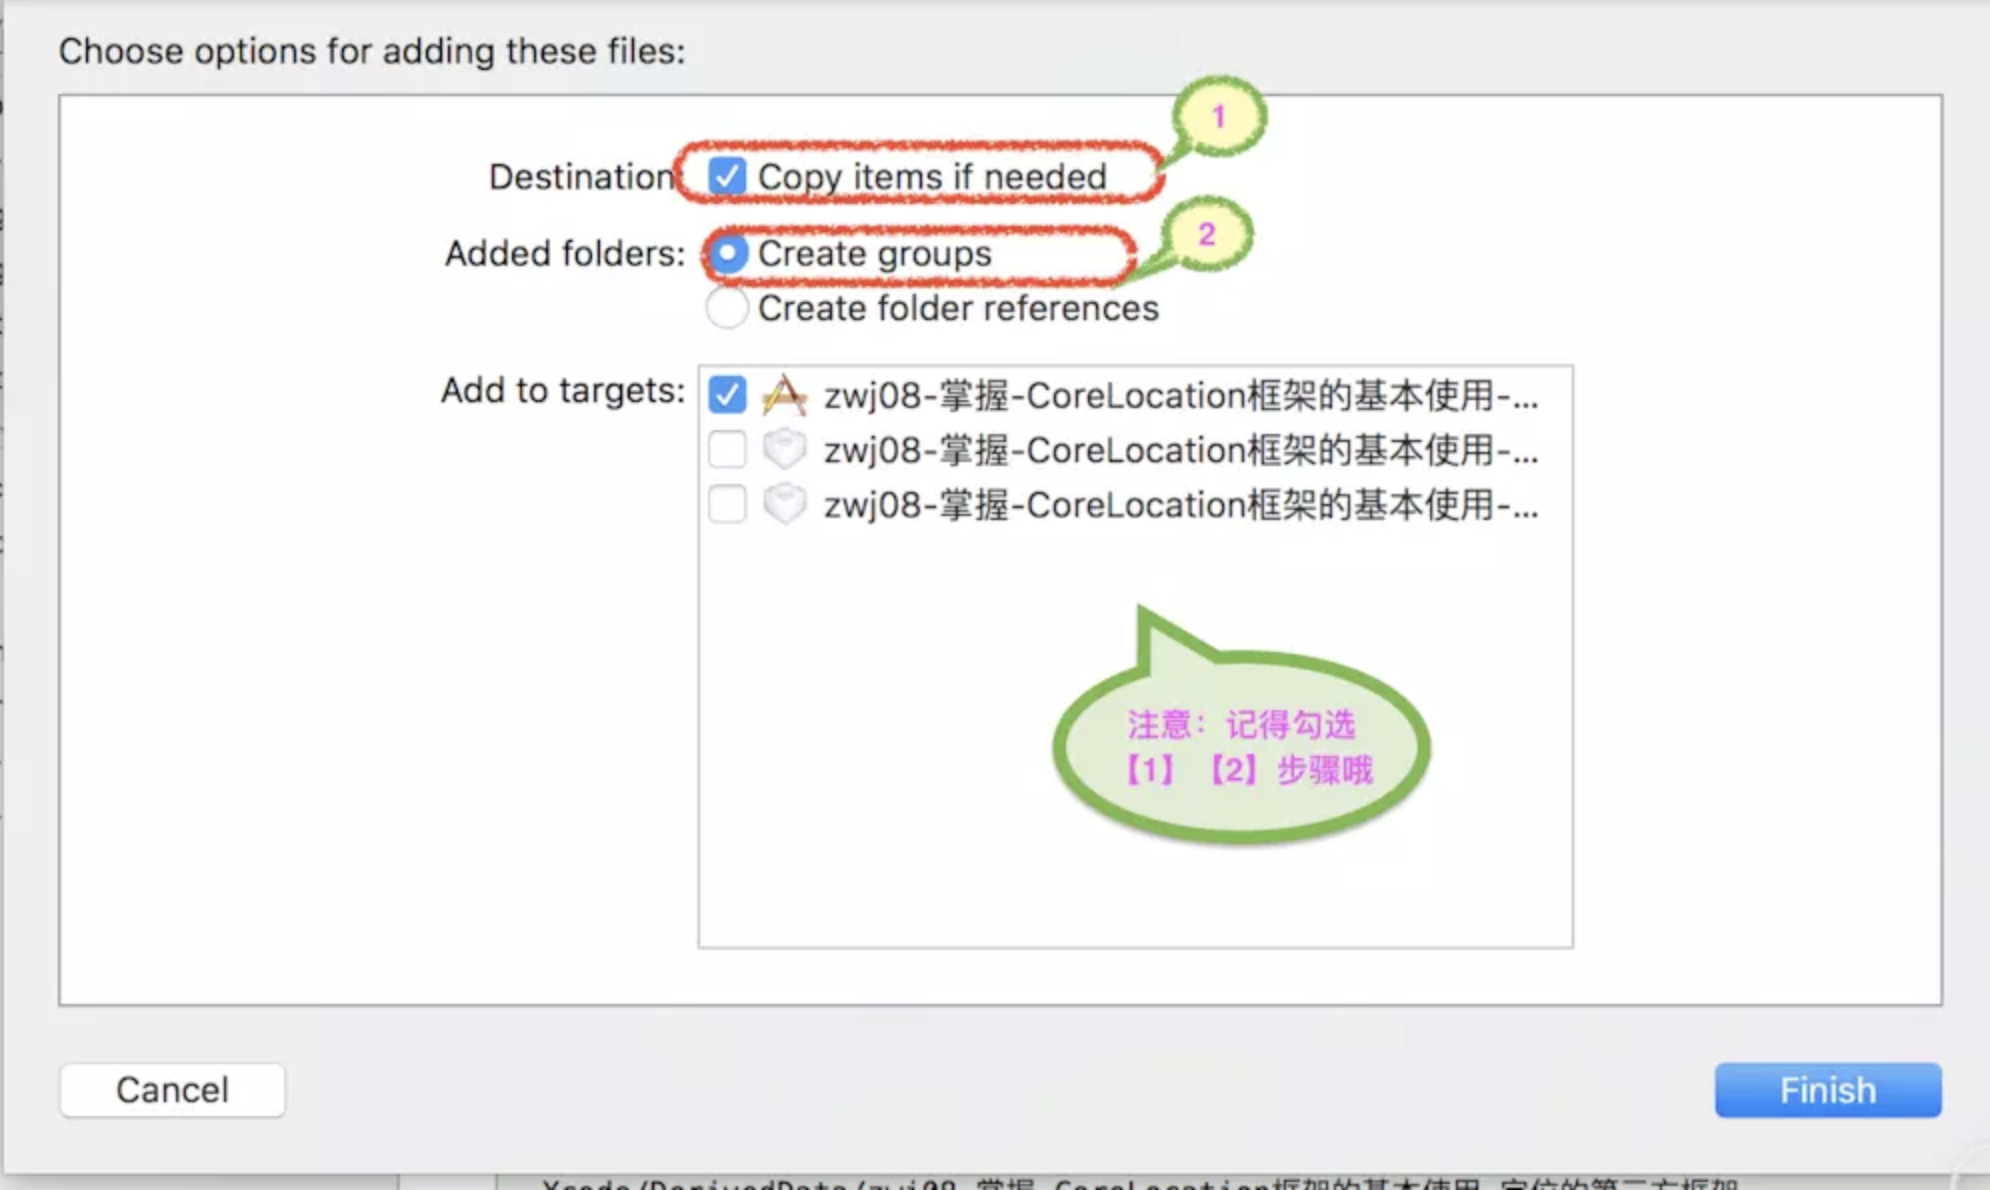 Choose options for adding these files:
1
Destination
Copy items if needed
2
Added folders:
Create groups
Create folder references
Add to targets:
zwj08-掌握-CoreLocation框架的基本使用-...
zwj08-掌握-CoreLocation框架的基本使用-...
zwj08-掌握-CoreLocation框架的基本使用-...
注意：记得勾选
【1】【2】步骤哦
Cancel
Finish